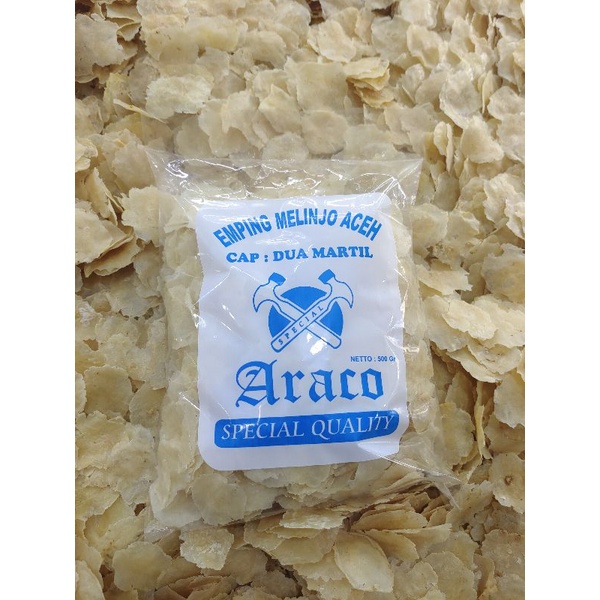 EMPING MELINJO ACEH
CAP : DUA MARTIL
SPECIAL
NETTO : 500 Gr
Araco
SPECIAL QUALITY